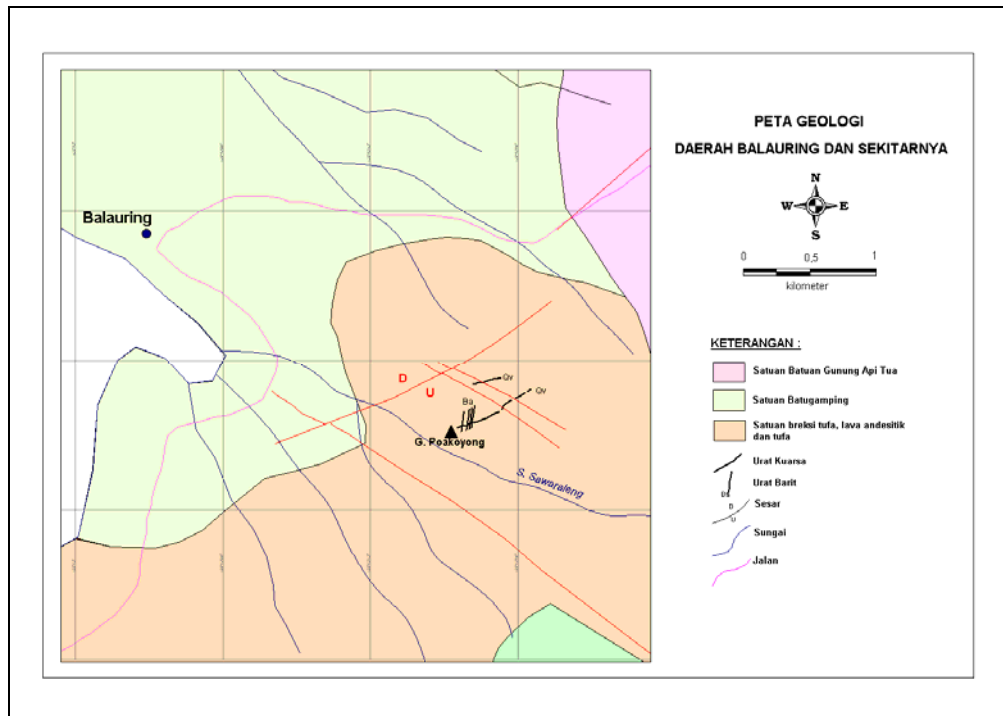 PETA GEOLOGI
DAERAH BALAURING DAN SEKITARNYA
N
W E
S
0 0,5 1
kilometer
KETERANGAN :
Satuan Batuan Gunung Api Tua
Satuan Batugamping
Satuan breksi tufa, lava andesitik
dan tufa
Urat Kuarsa
Urat Barit
D
Sesar
U
Sungai
Jalan
Balauring
D
U
Qv
Qv
Ba
G. Poakoyong
S. Sawaraleng